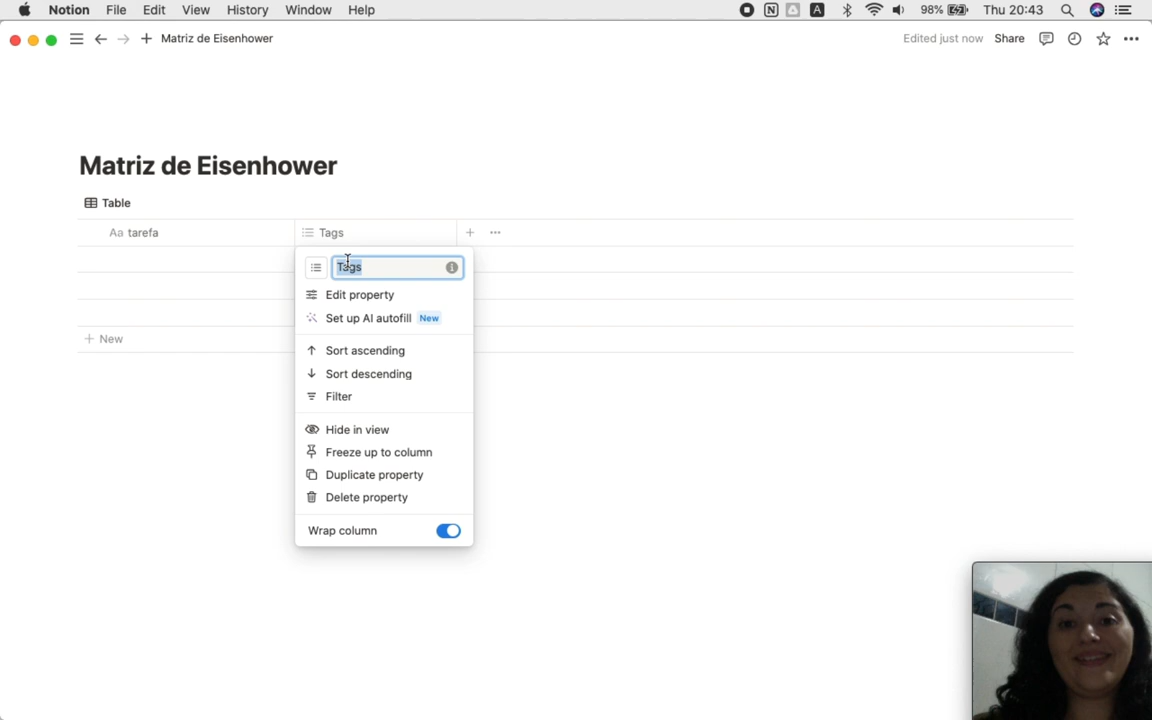 Notion File Edit View History Window Help 98% Thu 20:43
Matriz de Eisenhower Edited just now Share
Matriz de Eisenhower
Table
Aa tarefa Tags
Tags
Edit property
Set up AI autofill New
Sort ascending
Sort descending
+ New
Filter
Hide in view
Freeze up to column
Duplicate property
Delete property
Wrap column